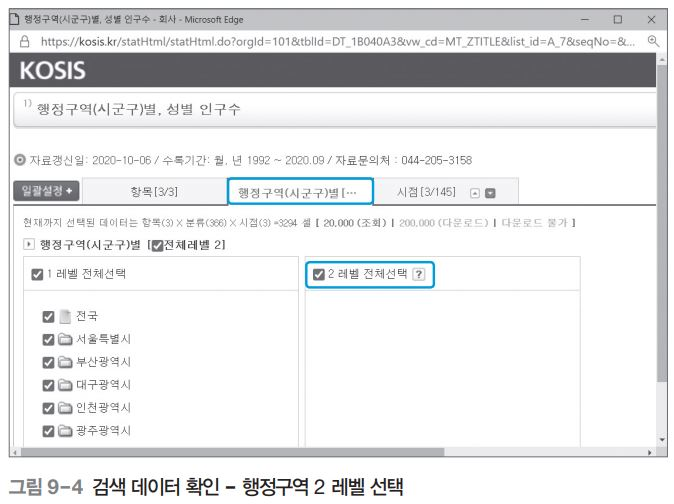 행정구역(시군구)별, 성별 인구수 - 회사 - Microsoft Edge
https://kosis.kr/statHtml/statHtml.do?orgId=101&tblId=DT_1B040A3&vw_cd=MT_ZTITLE&list_id=A_7&seqNo=&...
KOSIS
1) 행정구역(시군구)별, 성별 인구수
자료갱신일: 2020-10-06 / 수록기간: 월, 년 1992 ~ 2020.09 / 자료문의처 : 044-205-3158
일괄설정 + 항목[3/3] 행정구역(시군구)별 [··· 시점[3/145]
현재까지 선택된 데이터는 항목(3) X 분류(366) X 시점(3) =3294 셀 [ 20,000 (조회) | 200,000 (다운로드) | 다운로드 불가 ]
행정구역(시군구)별 [전체레벨 2]
1 레벨 전체선택 2 레벨 전체선택 ?
전국
서울특별시
부산광역시
대구광역시
인천광역시
광주광역시
그림 9-4 검색 데이터 확인 - 행정구역 2 레벨 선택